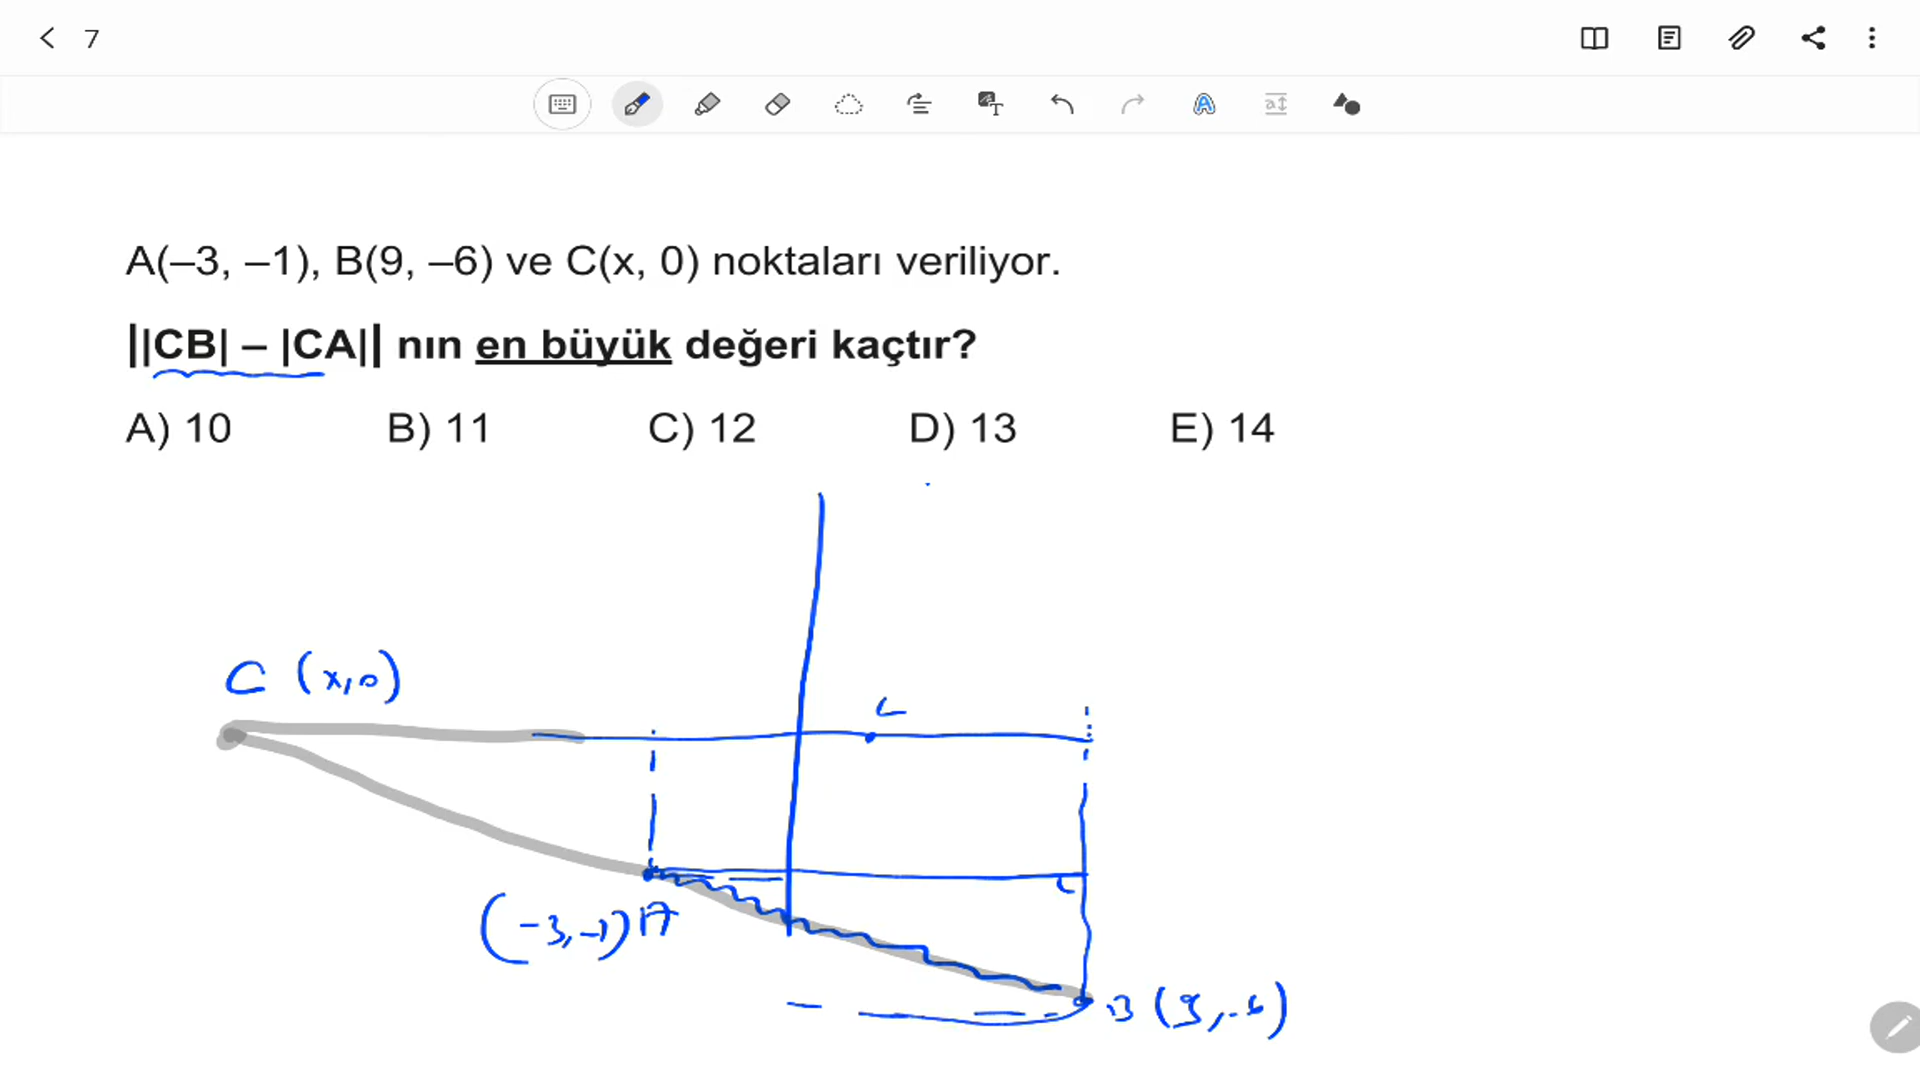 7
A(–3, –1), B(9, –6) ve C(x, 0) noktaları veriliyor.
||CB| – |CA|| nın en büyük değeri kaçtır?
A) 10 B) 11 C) 12 D) 13 E) 14
C (x,0)
C
(-3,-1) A
B (9,-6)